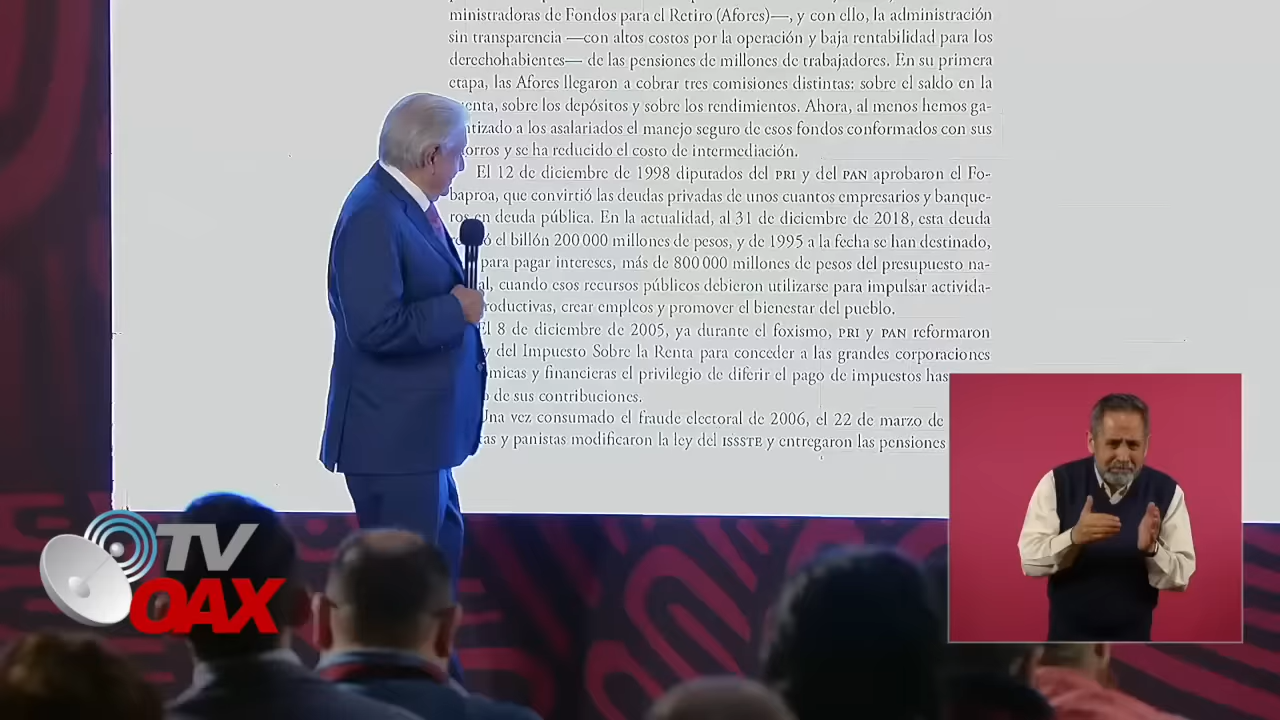 ministradoras de Fondos para el Retiro (Afores)—, y con ello, la administración
sin transparencia —con altos costos por la operación y baja rentabilidad para los
derechohabientes— de las pensiones de millones de trabajadores. En su primera
etapa, las Afores llegaron a cobrar tres comisiones distintas: sobre el saldo en la
enta, sobre los depósitos y sobre los rendimientos. Ahora, al menos hemos ga-
tizado a los asalariados el manejo seguro de esos fondos conformados con sus
orros y se ha reducido el costo de intermediación.
El 12 de diciembre de 1998 diputados del PRI y del PAN aprobaron el Fo-
baproa, que convirtió las deudas privadas de unos cuantos empresarios y banque-
ros en deuda pública. En la actualidad, al 31 de diciembre de 2018, esta deuda
ó el billón 200 000 millones de pesos, y de 1995 a la fecha se han destinado,
para pagar intereses, más de 800 000 millones de pesos del presupuesto na-
al, cuando esos recursos públicos debieron utilizarse para impulsar activida-
roductivas, crear empleos y promover el bienestar del pueblo.
El 8 de diciembre de 2005, ya durante el foxismo, PRI y PAN reformaron
y del Impuesto Sobre la Renta para conceder a las grandes corporaciones
micas y financieras el privilegio de diferir el pago de impuestos has
de sus contribuciones.
Una vez consumado el fraude electoral de 2006, el 22 de marzo de
tas y panistas modificaron la ley del ISSSTE y entregaron las pensiones
TV
OAX